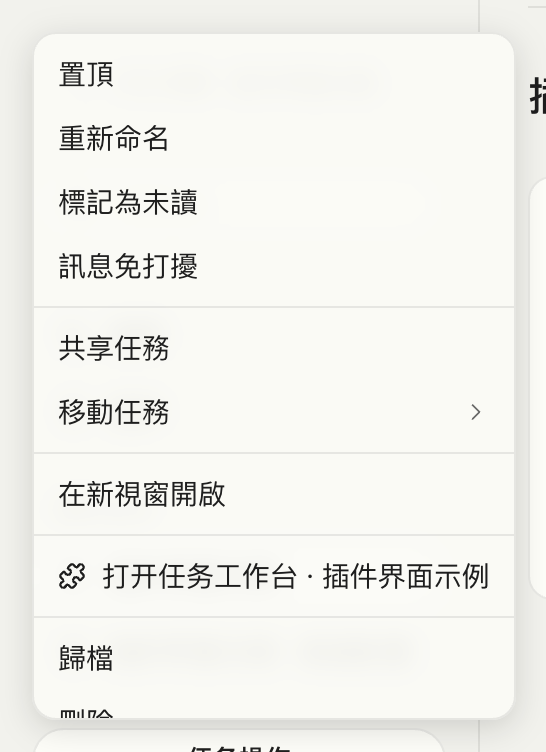 置頂
重新命名
標記為未讀
訊息免打擾
共享任務
移動任務
在新視窗開啟
打开任务工作台 · 插件界面示例
歸檔
刪除